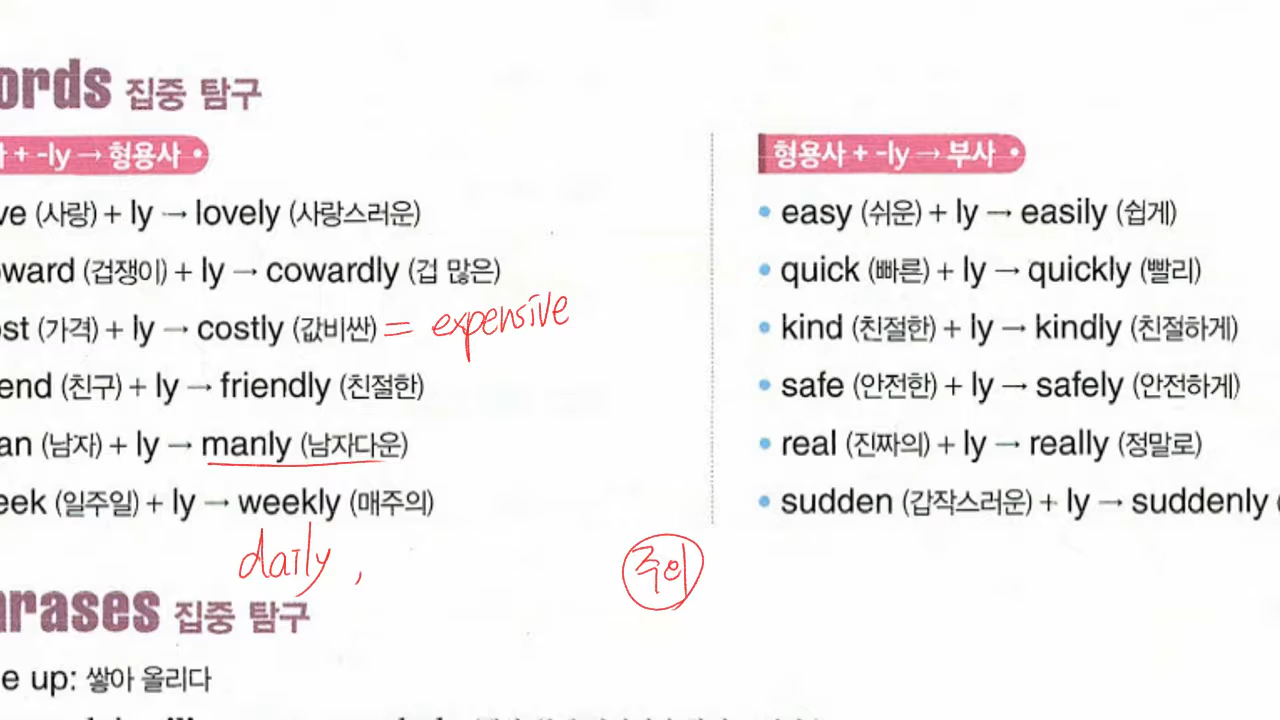 ords 집중 탐구
+ -ly → 형용사
ve (사랑) + ly → lovely (사랑스러운)
ward (겁쟁이) + ly → cowardly (겁 많은)
st (가격) + ly → costly (값비싼) = expensive
end (친구) + ly → friendly (친절한)
an (남자) + ly → manly (남자다운)
eek (일주일) + ly → weekly (매주의)
daily ,
형용사 + -ly → 부사
• easy (쉬운) + ly → easily (쉽게)
• quick (빠른) + ly → quickly (빨리)
• kind (친절한) + ly → kindly (친절하게)
• safe (안전한) + ly → safely (안전하게)
• real (진짜의) + ly → really (정말로)
• sudden (갑작스러운) + ly → suddenly (
주의
rases 집중 탐구
e up: 쌓아 올리다